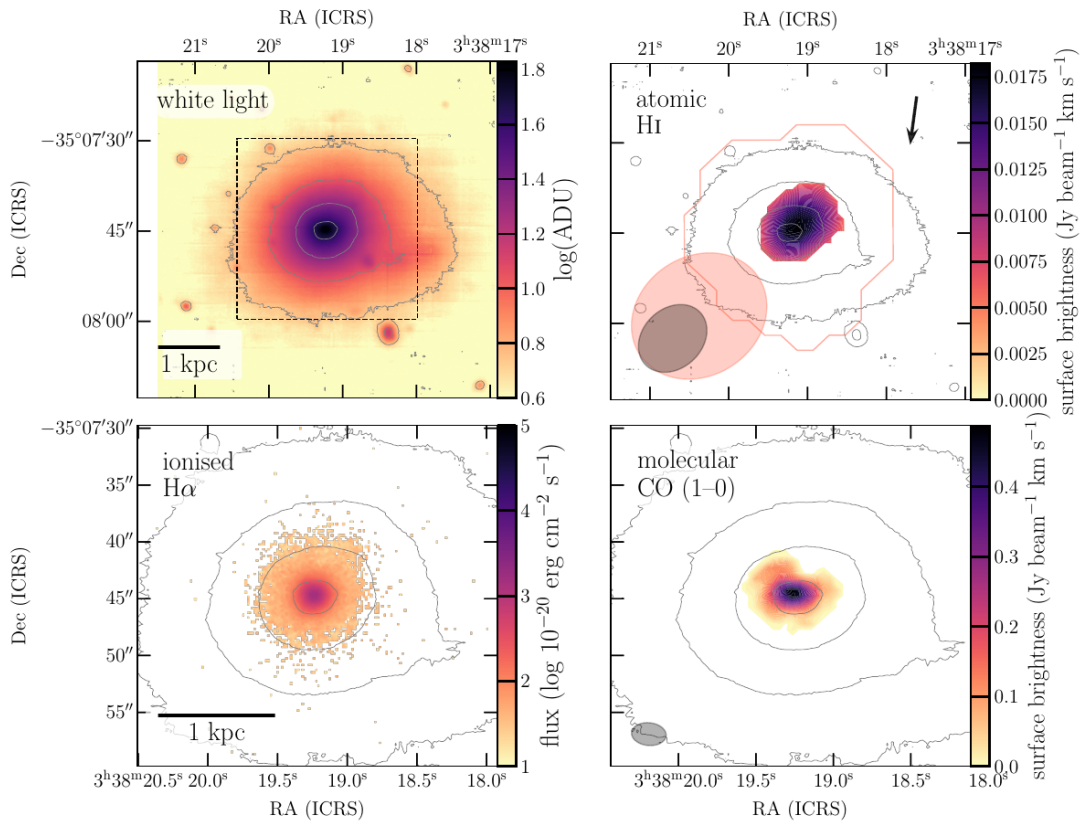 RA (ICRS)
21ˢ 20ˢ 19ˢ 18ˢ 3ʰ38ᵐ17ˢ
white light
−35°07′30″
45″
08′00″
Dec (ICRS)
1 kpc
1.8
1.6
1.4
1.2
1.0
0.8
0.6
log(ADU)
RA (ICRS)
21ˢ 20ˢ 19ˢ 18ˢ 3ʰ38ᵐ17ˢ
atomic
HI
0.0175
0.0150
0.0125
0.0100
0.0075
0.0050
0.0025
0.0000
surface brightness (Jy beam⁻¹ km s⁻¹)
−35°07′30″
35″
40″
45″
50″
55″
Dec (ICRS)
ionised
Hα
1 kpc
3ʰ38ᵐ20.5ˢ 20.0ˢ 19.5ˢ 19.0ˢ 18.5ˢ 18.0ˢ
RA (ICRS)
5
4
3
2
1
flux (log 10⁻²⁰ erg cm⁻² s⁻¹)
molecular
CO (1–0)
3ʰ38ᵐ20.5ˢ 20.0ˢ 19.5ˢ 19.0ˢ 18.5ˢ 18.0ˢ
RA (ICRS)
0.4
0.3
0.2
0.1
0.0
surface brightness (Jy beam⁻¹ km s⁻¹)